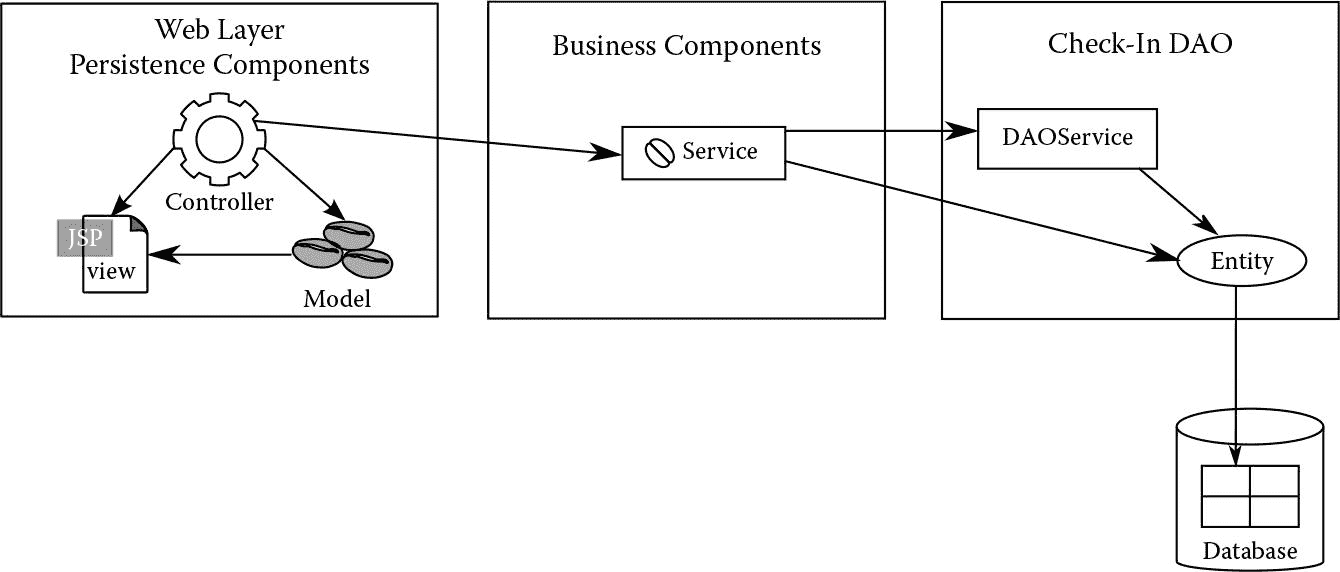 Web Layer
Persistence Components
Controller
JSP
view
Model
Business Components
Service
Check-In DAO
DAOService
Entity
Database